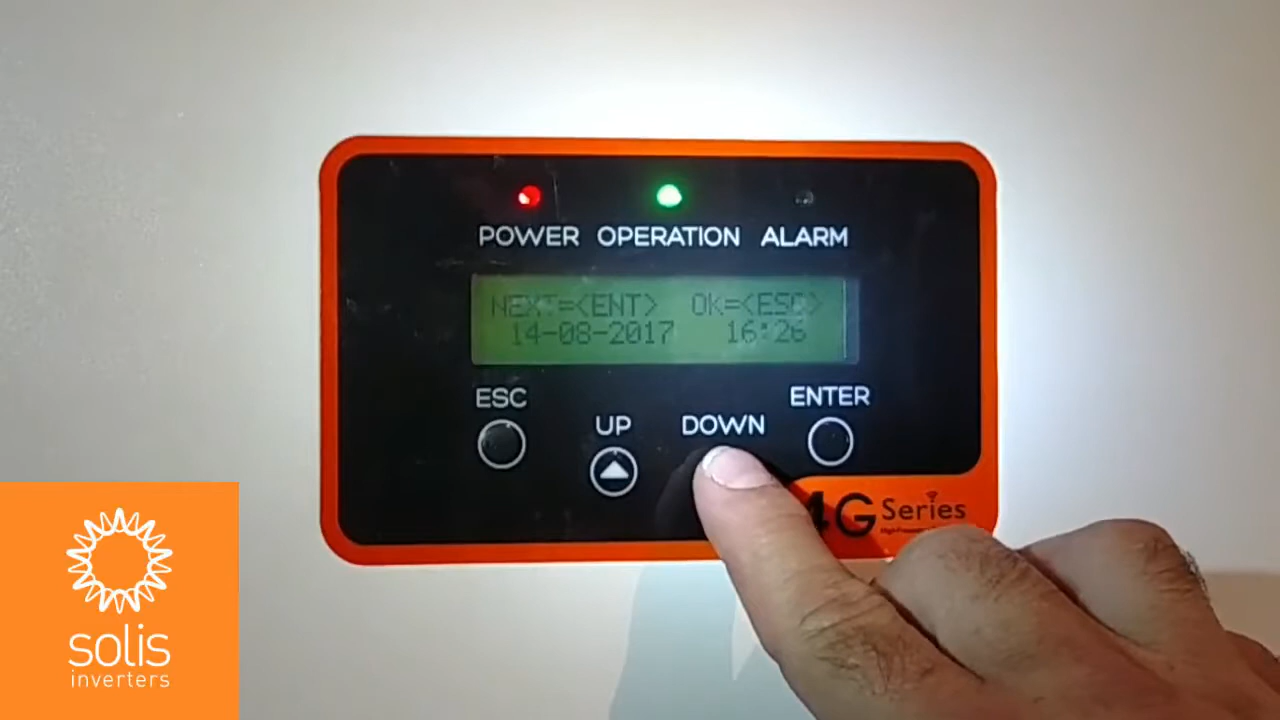 POWER OPERATION ALARM
NEXT=<ENT> OK=<ESC>
14-08-2017 16:26
ESC
UP
DOWN
ENTER
4G Series
solis
inverters